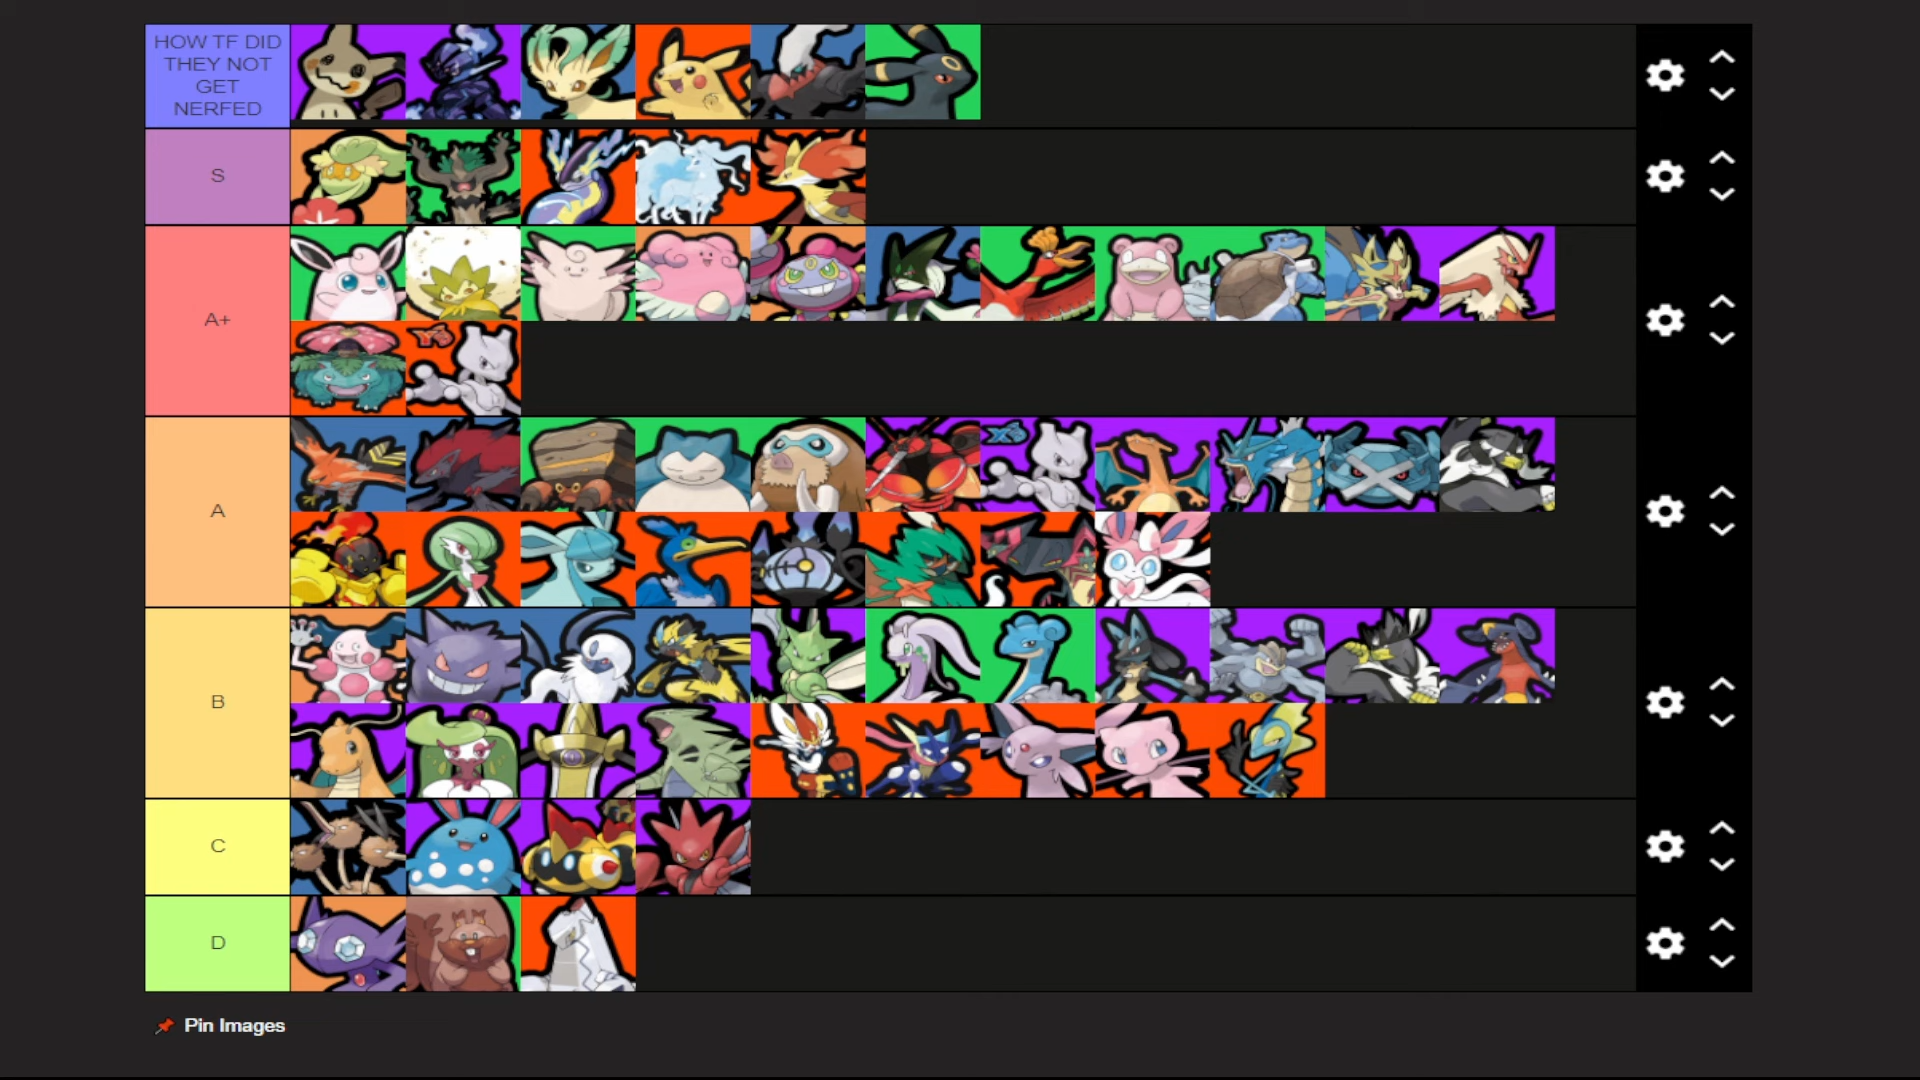 HOW TF DID
THEY NOT
GET
NERFED
S
A+
Y
A
X
B
C
D
Pin Images